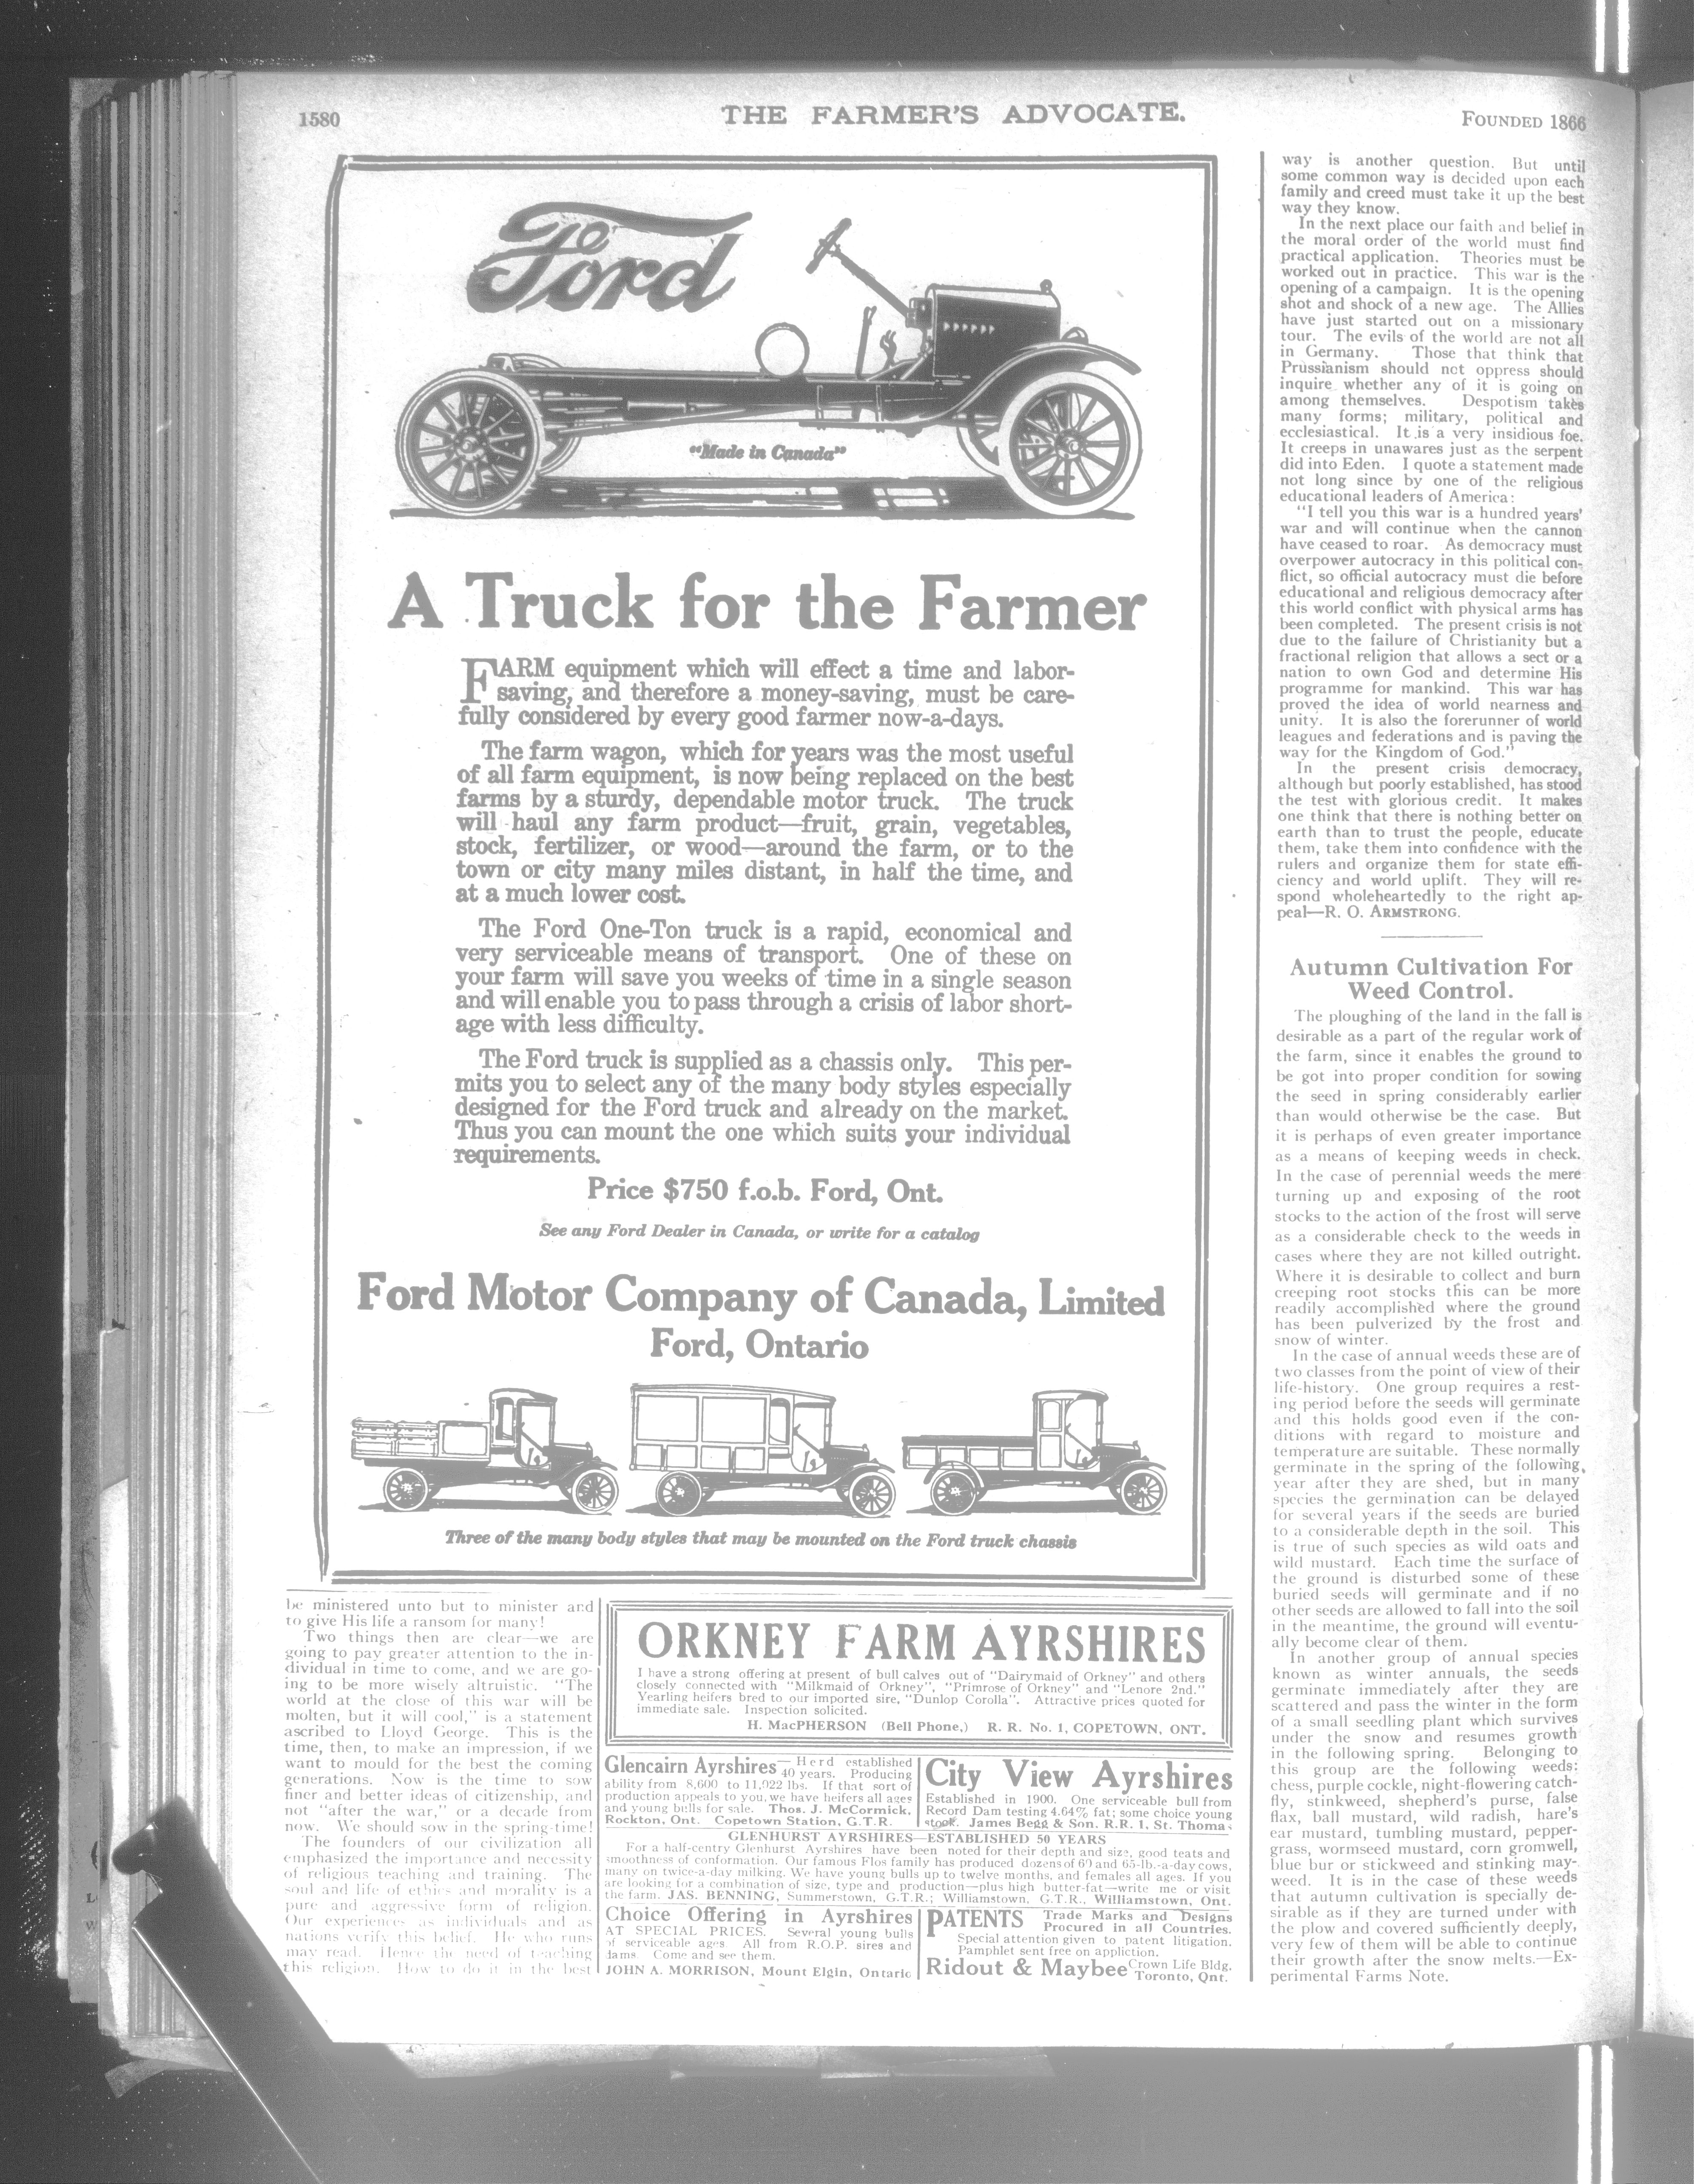 1580
THE FARMER'S ADVOCATE.
FOUNDED 1866
Ford
"Made in Canada"
A Truck for the Farmer
FARM equipment which will effect a time and labor-
saving, and therefore a money-saving, must be care-
fully considered by every good farmer now-a-days.
The farm wagon, which for years was the most useful
of all farm equipment, is now being replaced on the best
farms by a sturdy, dependable motor truck. The truck
will haul any farm product—fruit, grain, vegetables,
stock, fertilizer, or wood—around the farm, or to the
town or city many miles distant, in half the time, and
at a much lower cost.
The Ford One-Ton truck is a rapid, economical and
very serviceable means of transport. One of these on
your farm will save you weeks of time in a single season
and will enable you to pass through a crisis of labor short-
age with less difficulty.
The Ford truck is supplied as a chassis only. This per-
mits you to select any of the many body styles especially
designed for the Ford truck and already on the market.
Thus you can mount the one which suits your individual
requirements.
Price $750 f.o.b. Ford, Ont.
See any Ford Dealer in Canada, or write for a catalog
Ford Motor Company of Canada, Limited
Ford, Ontario
Three of the many body styles that may be mounted on the Ford truck chassis
be ministered unto but to minister and
to give His life a ransom for many!
Two things then are clear—we are
going to pay greater attention to the in-
dividual in time to come, and we are go-
ing to be more wisely altruistic. "The
world at the close of this war will be
molten, but it will cool," is a statement
ascribed to Lloyd George. This is the
time, then, to make an impression, if we
want to mould for the best the coming
generations. Now is the time to sow
finer and better ideas of citizenship, and
not "after the war," or a decade from
now. We should sow in the spring-time!
The founders of our civilization all
emphasized the importance and necessity
of religious teaching and training. The
soul and life of ethics and morality is a
pure and aggressive form of religion.
Our experiences as individuals and as
nations verify this belief. He who runs
may read. Hence the need of teaching
this religion. How to do it in the best
ORKNEY FARM AYRSHIRES
I have a strong offering at present of bull calves out of "Dairymaid of Orkney" and others
closely connected with "Milkmaid of Orkney", "Primrose of Orkney" and "Lenore 2nd."
Yearling heifers bred to our imported sire, "Dunlop Corolla". Attractive prices quoted for
immediate sale. Inspection solicited.
H. MacPHERSON (Bell Phone,) R. R. No. 1, COPETOWN, ONT.
Glencairn Ayrshires—Herd established
40 years. Producing
ability from 8,600 to 11,022 lbs. If that sort of
production appeals to you, we have heifers all ages
and young bulls for sale. Thos. J. McCormick,
Rockton, Ont. Copetown Station, G.T.R.
City View Ayrshires
Established in 1900. One serviceable bull from
Record Dam testing 4.64% fat; some choice young
stock. James Begg & Son. R.R. 1, St. Thomas
GLENHURST AYRSHIRES—ESTABLISHED 50 YEARS
For a half-centry Glenhurst Ayrshires have been noted for their depth and size, good teats and
smoothness of conformation. Our famous Flos family has produced dozens of 60 and 65-lb.-a-day cows,
many on twice-a-day milking. We have young bulls up to twelve months, and females all ages. If you
are looking for a combination of size, type and production—plus high butter-fat—write me or visit
the farm. JAS. BENNING, Summerstown, G.T.R.; Williamstown, G.T.R., Williamstown, Ont.
Choice Offering in Ayrshires
AT SPECIAL PRICES. Several young bulls
of serviceable ages All from R.O.P. sires and
dams. Come and see them.
JOHN A. MORRISON, Mount Elgin, Ontario
PATENTS Trade Marks and Designs
Procured in all Countries.
Special attention given to patent litigation.
Pamphlet sent free on appliction.
Ridout & Maybee Crown Life Bldg.
Toronto, Qnt.
way is another question. But until
some common way is decided upon each
family and creed must take it up the best
way they know.
In the next place our faith and belief in
the moral order of the world must find
practical application. Theories must be
worked out in practice. This war is the
opening of a campaign. It is the opening
shot and shock of a new age. The Allies
have just started out on a missionary
tour. The evils of the world are not all
in Germany. Those that think that
Prussianism should not oppress should
inquire whether any of it is going on
among themselves. Despotism takes
many forms; military, political and
ecclesiastical. It is a very insidious foe.
It creeps in unawares just as the serpent
did into Eden. I quote a statement made
not long since by one of the religious
educational leaders of America:
"I tell you this war is a hundred years'
war and will continue when the cannon
have ceased to roar. As democracy must
overpower autocracy in this political con-
flict, so official autocracy must die before
educational and religious democracy after
this world conflict with physical arms has
been completed. The present crisis is not
due to the failure of Christianity but a
fractional religion that allows a sect or a
nation to own God and determine His
programme for mankind. This war has
proved the idea of world nearness and
unity. It is also the forerunner of world
leagues and federations and is paving the
way for the Kingdom of God."
In the present crisis democracy,
although but poorly established, has stood
the test with glorious credit. It makes
one think that there is nothing better on
earth than to trust the people, educate
them, take them into confidence with the
rulers and organize them for state effi-
ciency and world uplift. They will re-
spond wholeheartedly to the right ap-
peal—R. O. ARMSTRONG.
Autumn Cultivation For
Weed Control.
The ploughing of the land in the fall is
desirable as a part of the regular work of
the farm, since it enables the ground to
be got into proper condition for sowing
the seed in spring considerably earlier
than would otherwise be the case. But
it is perhaps of even greater importance
as a means of keeping weeds in check.
In the case of perennial weeds the mere
turning up and exposing of the root
stocks to the action of the frost will serve
as a considerable check to the weeds in
cases where they are not killed outright.
Where it is desirable to collect and burn
creeping root stocks this can be more
readily accomplished where the ground
has been pulverized by the frost and
snow of winter.
In the case of annual weeds these are of
two classes from the point of view of their
life-history. One group requires a rest-
ing period before the seeds will germinate
and this holds good even if the con-
ditions with regard to moisture and
temperature are suitable. These normally
germinate in the spring of the following
year after they are shed, but in many
species the germination can be delayed
for several years if the seeds are buried
to a considerable depth in the soil. This
is true of such species as wild oats and
wild mustard. Each time the surface of
the ground is disturbed some of these
buried seeds will germinate and if no
other seeds are allowed to fall into the soil
in the meantime, the ground will eventu-
ally become clear of them.
In another group of annual species
known as winter annuals, the seeds
germinate immediately after they are
scattered and pass the winter in the form
of a small seedling plant which survives
under the snow and resumes growth
in the following spring. Belonging to
this group are the following weeds:
chess, purple cockle, night-flowering catch-
fly, stinkweed, shepherd's purse, false
flax, ball mustard, wild radish, hare's
ear mustard, tumbling mustard, pepper-
grass, wormseed mustard, corn gromwell,
blue bur or stickweed and stinking may-
weed. It is in the case of these weeds
that autumn cultivation is specially de-
sirable as if they are turned under with
the plow and covered sufficiently deeply,
very few of them will be able to continue
their growth after the snow melts.—Ex-
perimental Farms Note.